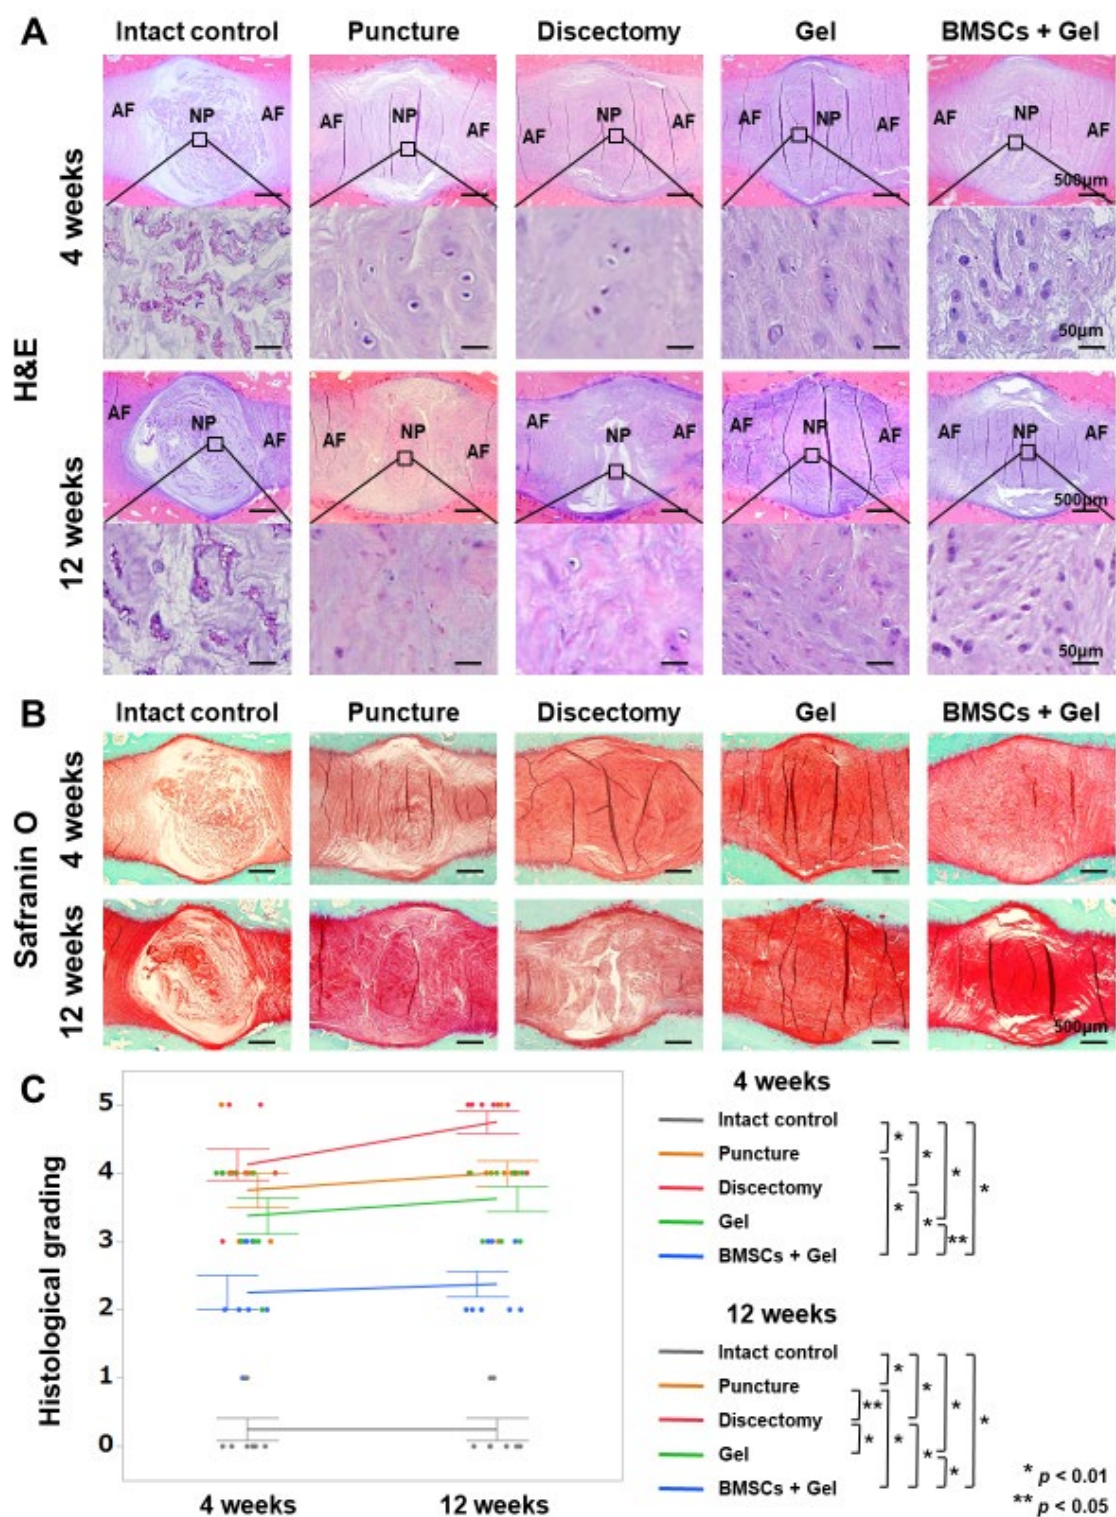 A
Intact control Puncture Discectomy Gel BMSCs + Gel
H&E
4 weeks
AF NP AF
AF NP AF
AF NP AF
AF NP AF
AF NP AF
500μm
50μm
12 weeks
AF NP AF
AF NP AF
AF NP AF
AF NP AF
AF NP AF
500μm
50μm
B
Intact control Puncture Discectomy Gel BMSCs + Gel
Safranin O
4 weeks
12 weeks
500μm
C
Histological grading
5
4
3
2
1
0
4 weeks 12 weeks
4 weeks
Intact control
Puncture
Discectomy
Gel
BMSCs + Gel
* * * * * * **
12 weeks
Intact control
Puncture
Discectomy
Gel
BMSCs + Gel
* * * * ** * * * *
* p < 0.01
** p < 0.05